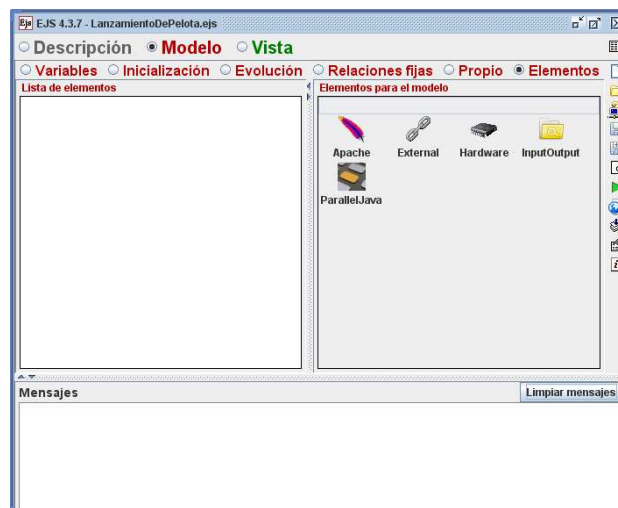 Ejs EJS 4.3.7 - LanzamientoDePelota.ejs
Descripción Modelo Vista
Variables Inicialización Evolución Relaciones fijas Propio Elementos
Lista de elementos
Elementos para el modelo
Apache External Hardware InputOutput
ParallelJava
Mensajes
Limpiar mensajes